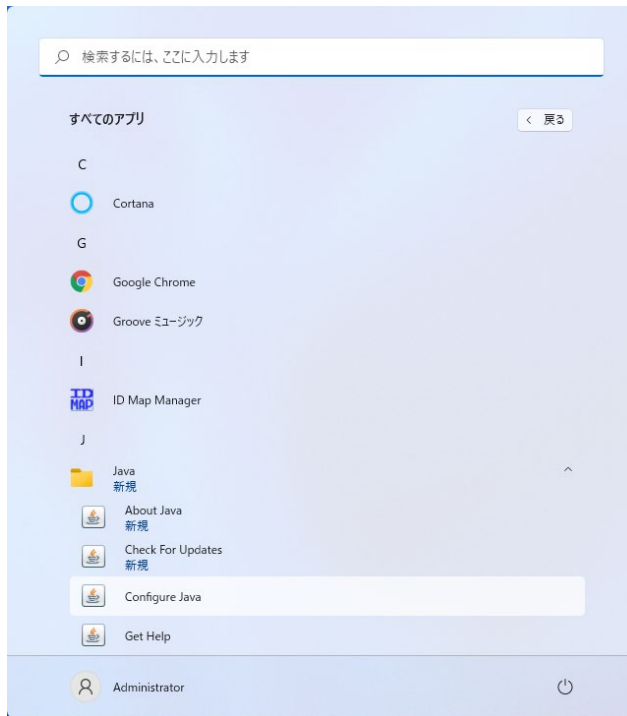 検索するには、ここに入力します
すべてのアプリ
< 戻る
C
Cortana
G
Google Chrome
Groove ミュージック
I
ID MAP
ID Map Manager
J
Java
新規
About Java
新規
Check For Updates
新規
Configure Java
Get Help
Administrator